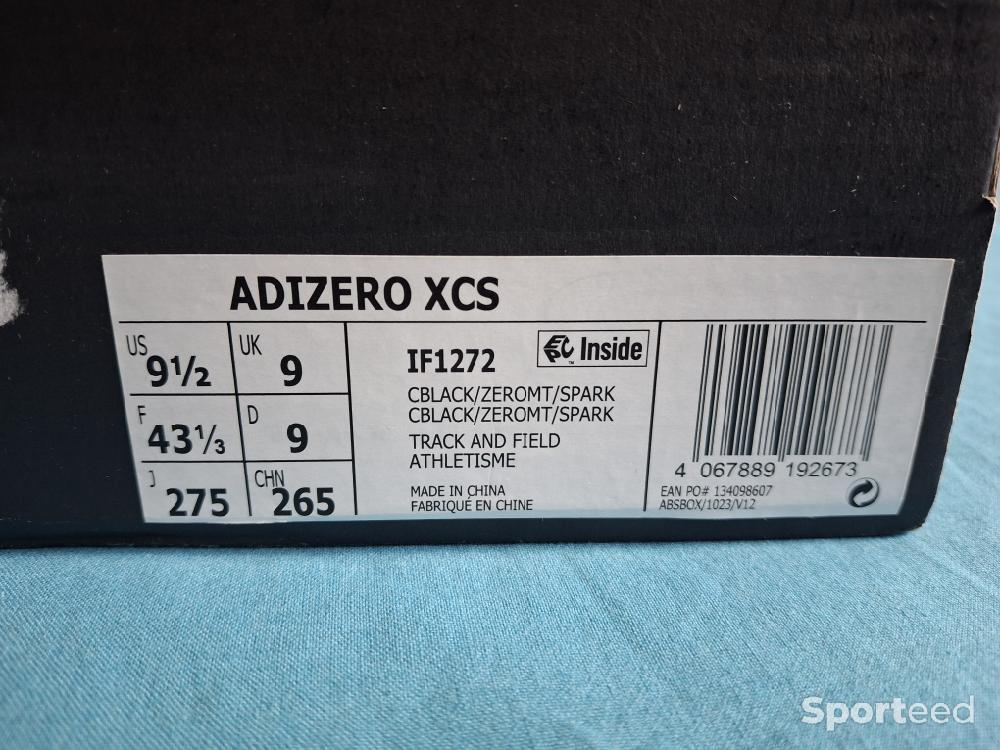 ADIZERO XCS
US 9½ UK 9
F 43⅓ D 9
J 275 CHN 265
IF1272 EPC Inside
CBLACK/ZEROMT/SPARK
CBLACK/ZEROMT/SPARK
TRACK AND FIELD
ATHLETISME
MADE IN CHINA
FABRIQUÉ EN CHINE
4 067889 192673
EAN PO# 134098607
ABSBOX/1023/V12
Sporteed